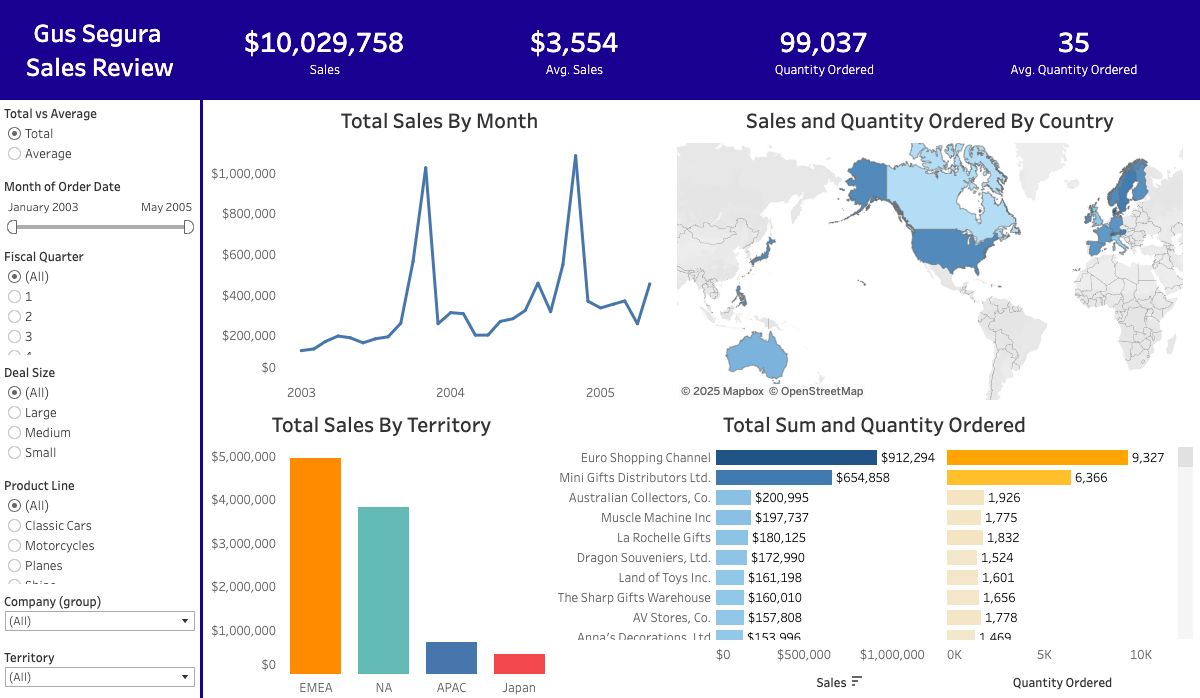 Gus Segura
Sales Review
$10,029,758
Sales
$3,554
Avg. Sales
99,037
Quantity Ordered
35
Avg. Quantity Ordered
Total vs Average
Total
Average
Month of Order Date
January 2003 May 2005
Fiscal Quarter
(All)
1
2
3
4
Deal Size
(All)
Large
Medium
Small
Product Line
(All)
Classic Cars
Motorcycles
Planes
Ships
Company (group)
(All)
Territory
(All)
Total Sales By Month
$1,000,000
$800,000
$600,000
$400,000
$200,000
$0
2003 2004 2005
Sales and Quantity Ordered By Country
© 2025 Mapbox © OpenStreetMap
Total Sales By Territory
$5,000,000
$4,000,000
$3,000,000
$2,000,000
$1,000,000
$0
EMEA NA APAC Japan
Total Sum and Quantity Ordered
Euro Shopping Channel $912,294 9,327
Mini Gifts Distributors Ltd. $654,858 6,366
Australian Collectors, Co. $200,995 1,926
Muscle Machine Inc $197,737 1,775
La Rochelle Gifts $180,125 1,832
Dragon Souveniers, Ltd. $172,990 1,524
Land of Toys Inc. $161,198 1,601
The Sharp Gifts Warehouse $160,010 1,656
AV Stores, Co. $157,808 1,778
Anna's Decorations, Ltd $153,996 1,469
$0 $500,000 $1,000,000 0K 5K 10K
Sales Quantity Ordered